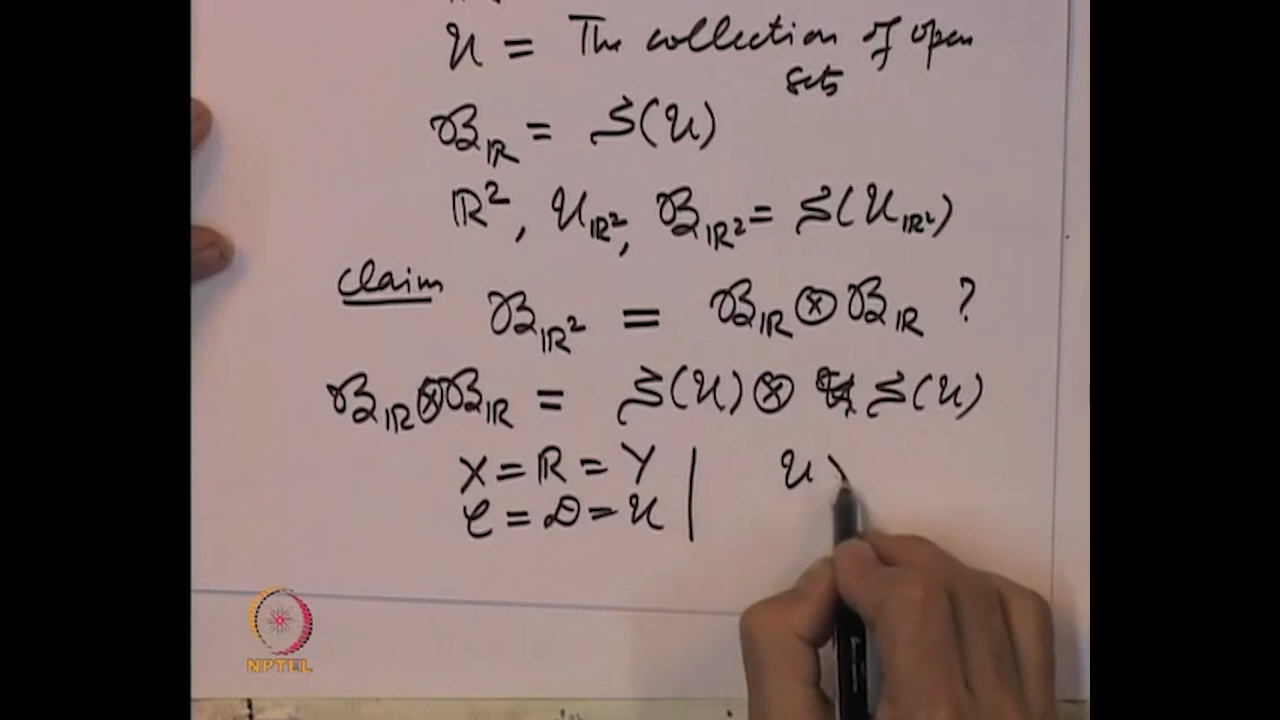 𝒰 = The collection of open
sets
ℬ_ℝ = 𝒮(𝒰)
ℝ², 𝒰_ℝ², ℬ_ℝ² = 𝒮(𝒰_ℝ²)
Claim ℬ_ℝ² = ℬ_ℝ ⊗ ℬ_ℝ ?
ℬ_ℝ ⊗ ℬ_ℝ = 𝒮(𝒰) ⊗ 𝒮(𝒰)
X = ℝ = Y | 𝒰
𝒞 = 𝒟 = 𝒰
NPTEL